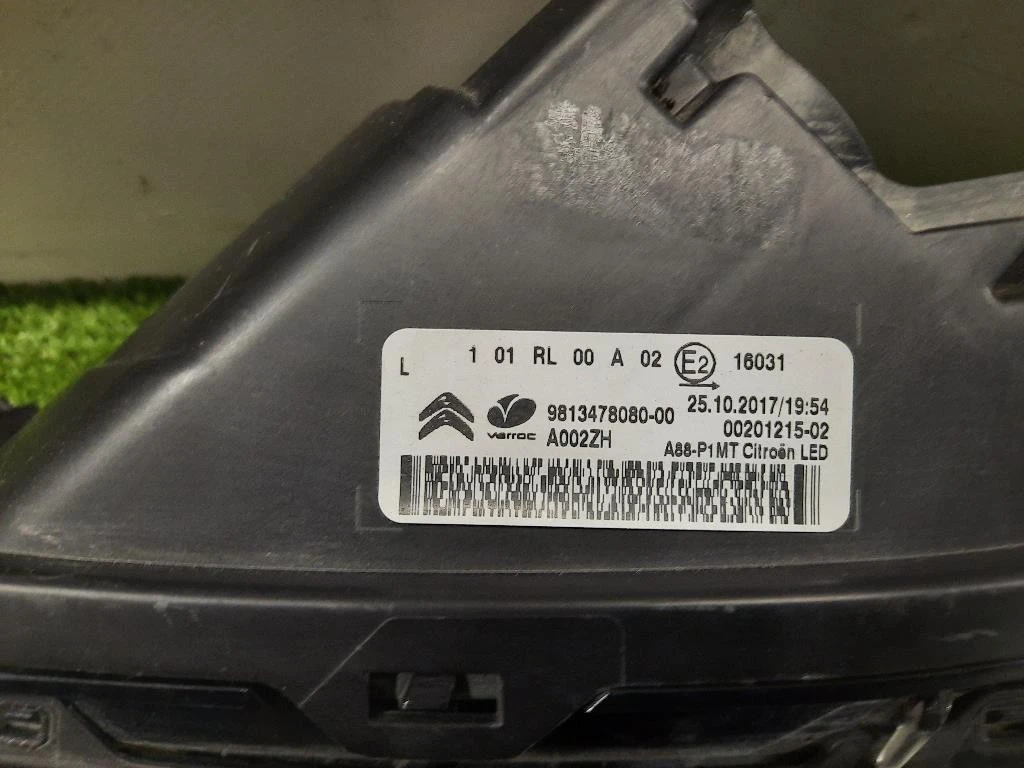 L 1 01 RL 00 A 02 E2 16031
9813478080-00 25.10.2017/19:54
varroc A002ZH 00201215-02
A88-P1MT Citroën LED